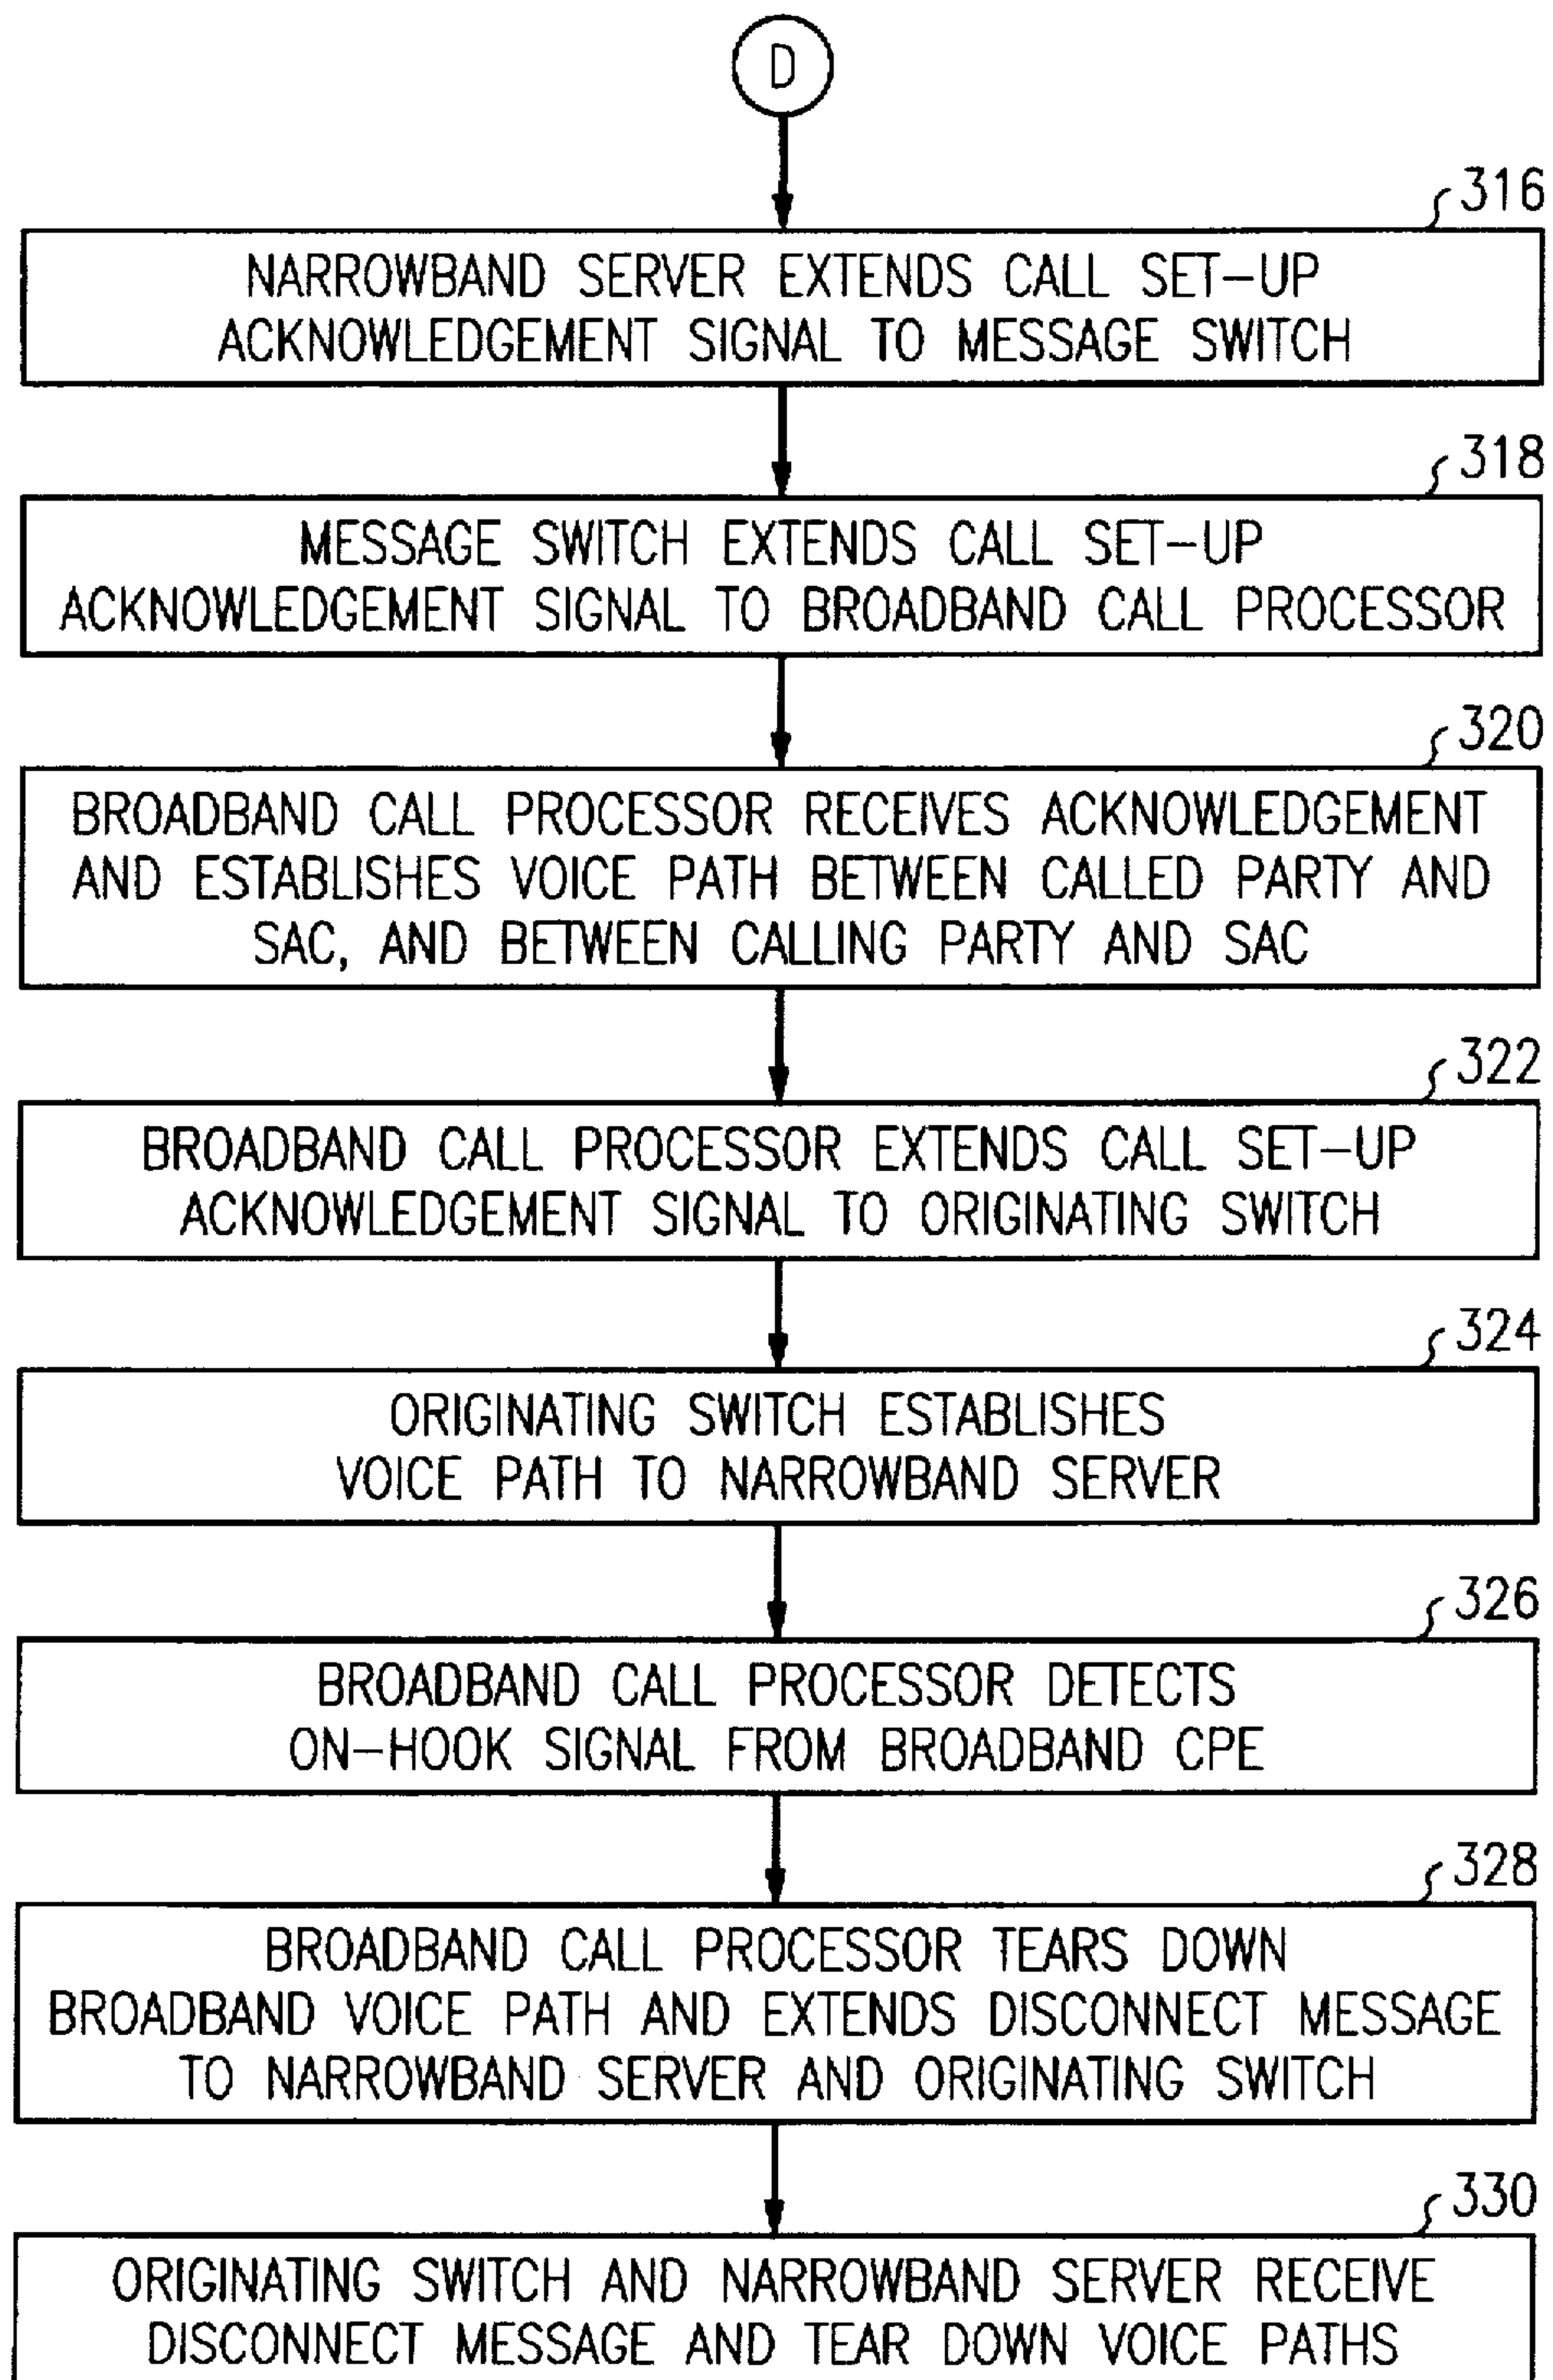 D
316
NARROWBAND SERVER EXTENDS CALL SET-UP
ACKNOWLEDGEMENT SIGNAL TO MESSAGE SWITCH
318
MESSAGE SWITCH EXTENDS CALL SET-UP
ACKNOWLEDGEMENT SIGNAL TO BROADBAND CALL PROCESSOR
320
BROADBAND CALL PROCESSOR RECEIVES ACKNOWLEDGEMENT
AND ESTABLISHES VOICE PATH BETWEEN CALLED PARTY AND
SAC, AND BETWEEN CALLING PARTY AND SAC
322
BROADBAND CALL PROCESSOR EXTENDS CALL SET-UP
ACKNOWLEDGEMENT SIGNAL TO ORIGINATING SWITCH
324
ORIGINATING SWITCH ESTABLISHES
VOICE PATH TO NARROWBAND SERVER
326
BROADBAND CALL PROCESSOR DETECTS
ON-HOOK SIGNAL FROM BROADBAND CPE
328
BROADBAND CALL PROCESSOR TEARS DOWN
BROADBAND VOICE PATH AND EXTENDS DISCONNECT MESSAGE
TO NARROWBAND SERVER AND ORIGINATING SWITCH
330
ORIGINATING SWITCH AND NARROWBAND SERVER RECEIVE
DISCONNECT MESSAGE AND TEAR DOWN VOICE PATHS